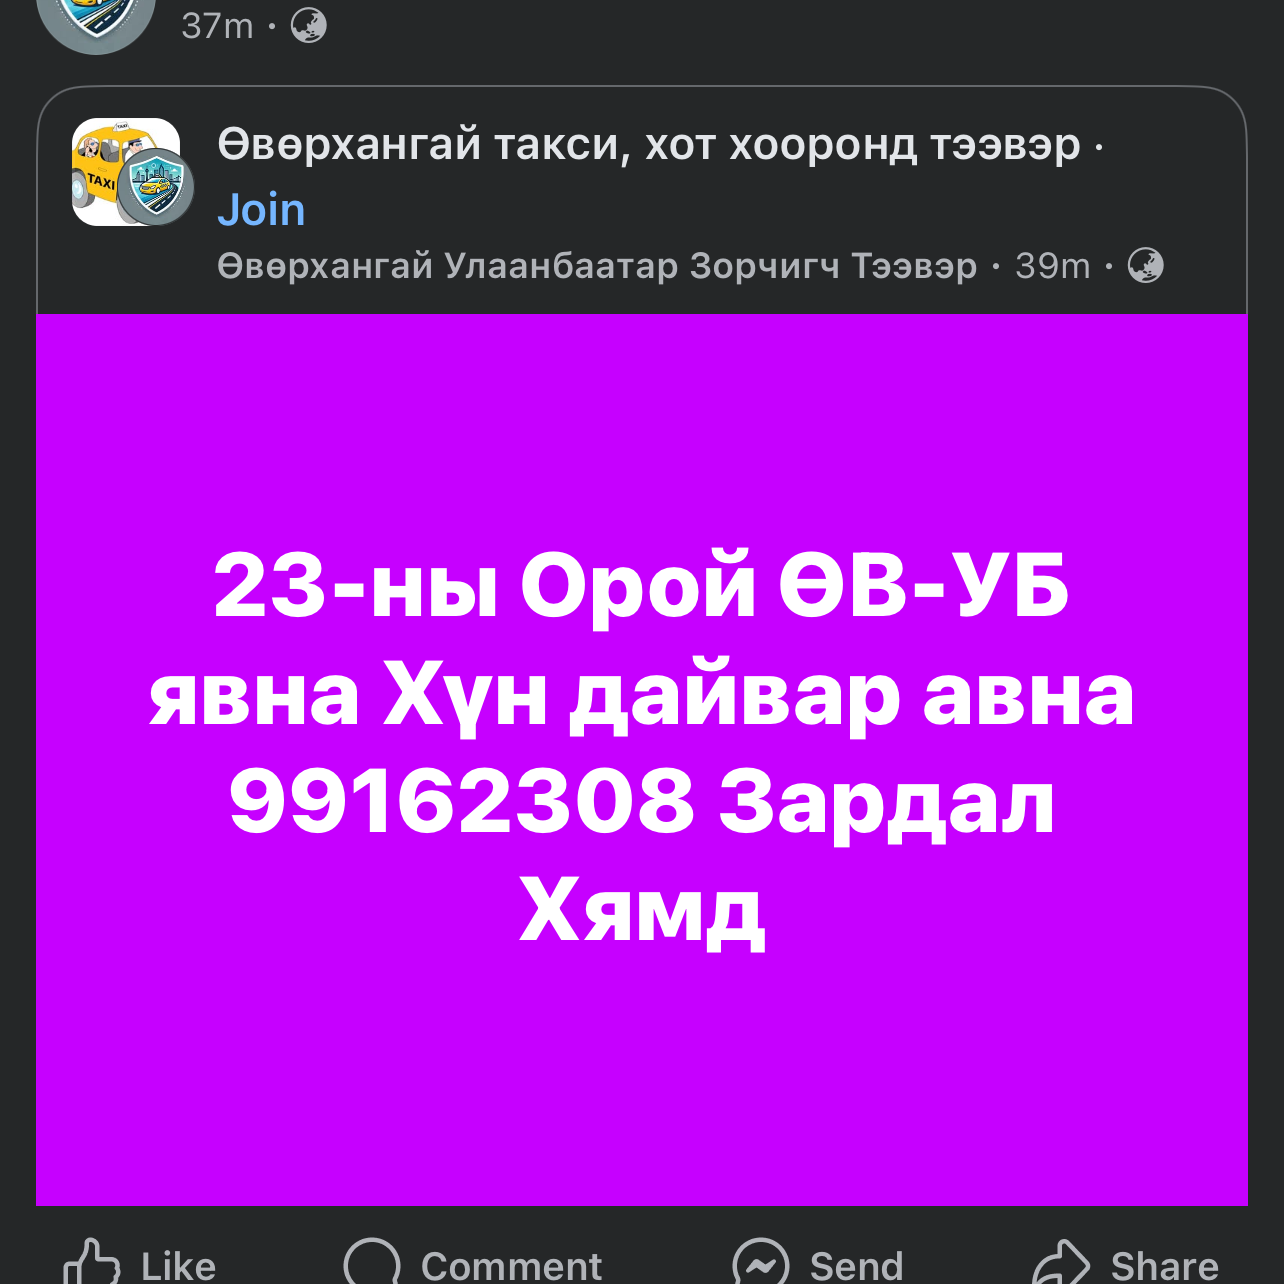 37m ·
Өвөрхангай такси, хот хооронд тээвэр ·
Join
TAXI
Өвөрхангай Улаанбаатар Зорчигч Тээвэр · 39m ·
23-ны Орой ӨВ-УБ
явна Хүн дайвар авна
99162308 Зардал
Хямд
Like Comment Send Share